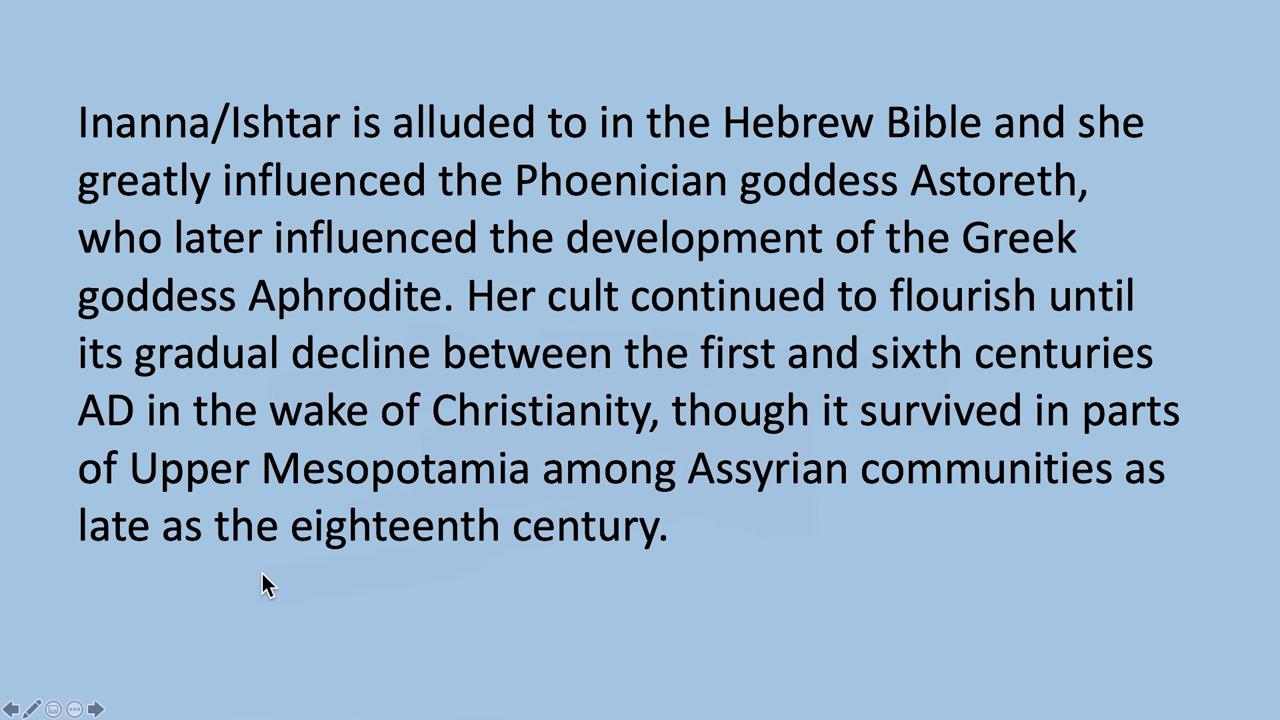 Inanna/Ishtar is alluded to in the Hebrew Bible and she
greatly influenced the Phoenician goddess Astoreth,
who later influenced the development of the Greek
goddess Aphrodite. Her cult continued to flourish until
its gradual decline between the first and sixth centuries
AD in the wake of Christianity, though it survived in parts
of Upper Mesopotamia among Assyrian communities as
late as the eighteenth century.